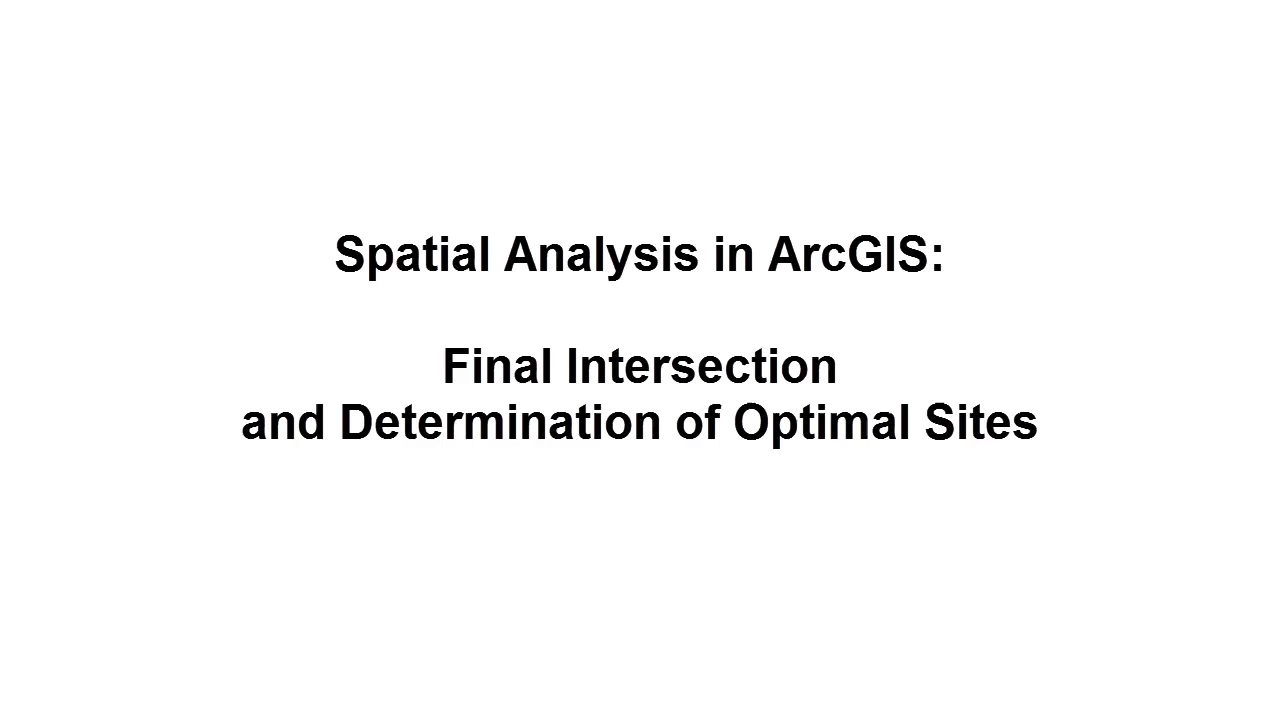 Spatial Analysis in ArcGIS:
Final Intersection
and Determination of Optimal Sites